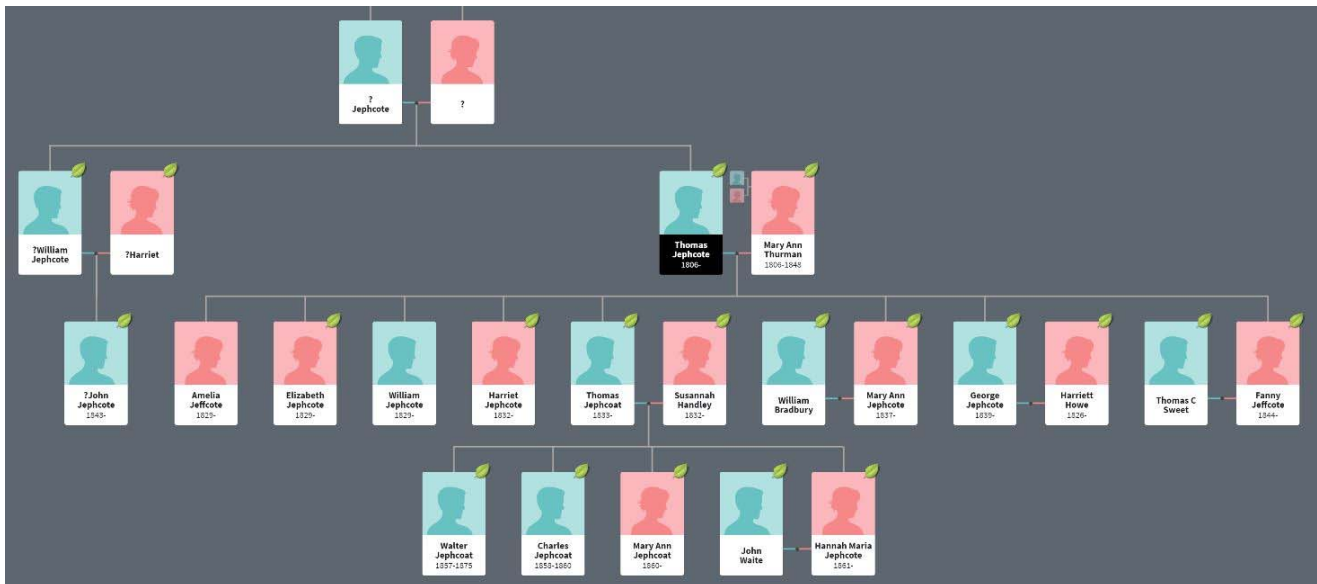 ?
Jephcote
?
?William
Jephcote
?Harriet
Thomas
Jephcote
1806-
Mary Ann
Thurman
1806-1848
?John
Jephcote
1843-
Amelia
Jeffcote
1829-
Elizabeth
Jephcote
1829-
William
Jephcote
1829-
Harriet
Jephcote
1832-
Thomas
Jephcoat
1833-
Susannah
Handley
1832-
William
Bradbury
Mary Ann
Jephcote
1837-
George
Jephcote
1839-
Harriett
Howe
1826-
Thomas C
Sweet
Fanny
Jeffcote
1844-
Walter
Jephcoat
1857-1875
Charles
Jephcoat
1858-1860
Mary Ann
Jephcoat
1860-
John
Waite
Hannah Maria
Jephcote
1861-